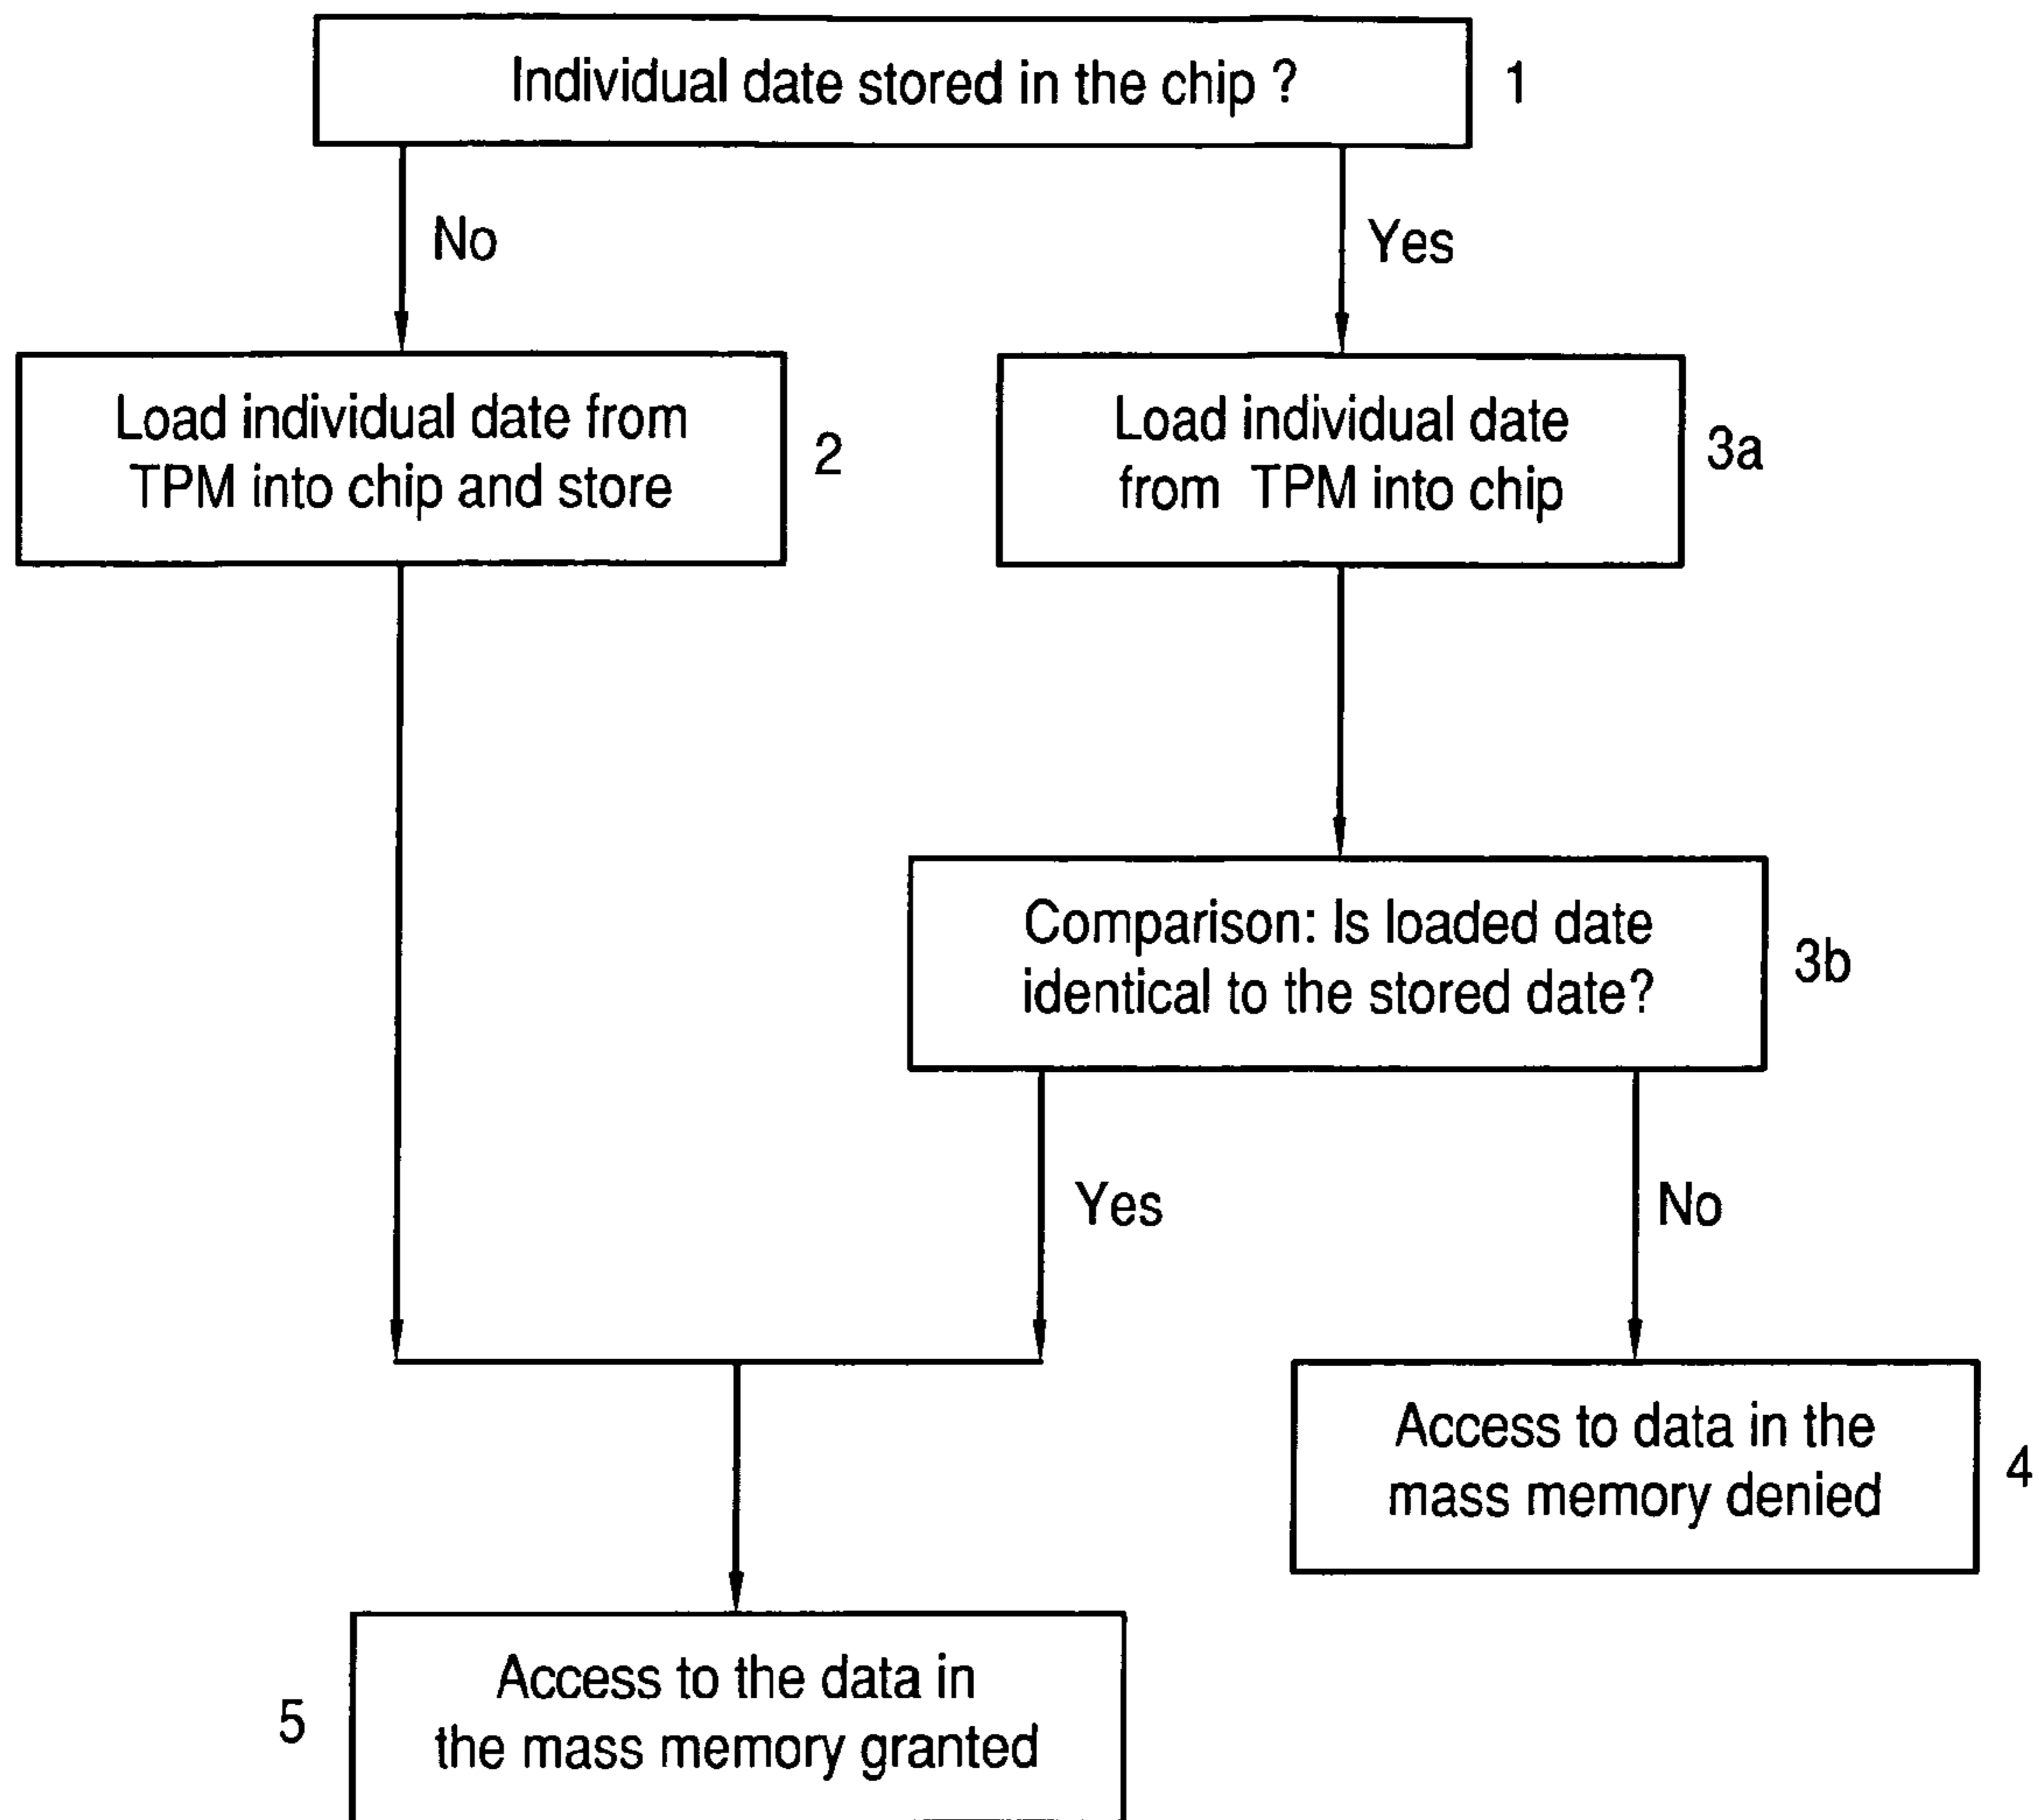 Individual date stored in the chip ?
1
No
Yes
Load individual date from
TPM into chip and store
2
Load individual date
from TPM into chip
3a
Comparison: Is loaded date
identical to the stored date?
3b
Yes
No
Access to data in the
mass memory denied
4
Access to the data in
the mass memory granted
5